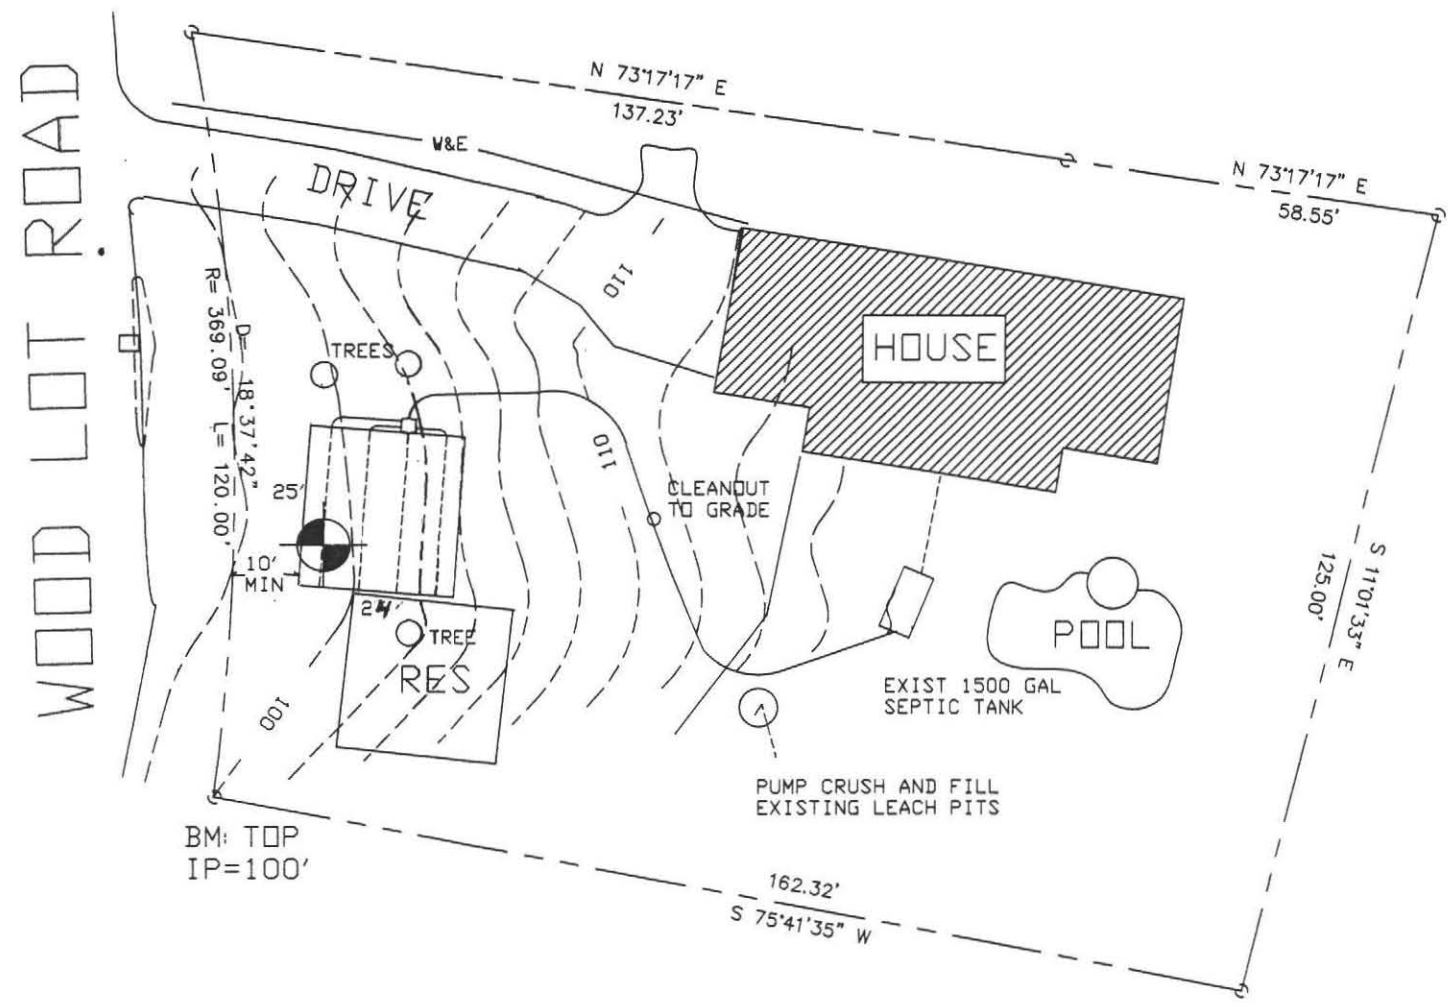 N 73°17'17" E
137.23'
N 73°17'17" E
58.55'
W&E
DRIVE
WOOD LOT ROAD
110
HOUSE
D= 18°37'42"
R= 369.09' L= 120.00'
TREES
110
25'
CLEANOUT
TO GRADE
10'
MIN
24'
TREE
RES
100
POOL
S 11°01'33" E
125.00'
EXIST 1500 GAL
SEPTIC TANK
PUMP CRUSH AND FILL
EXISTING LEACH PITS
BM: TOP
IP=100'
162.32'
S 75°41'35" W